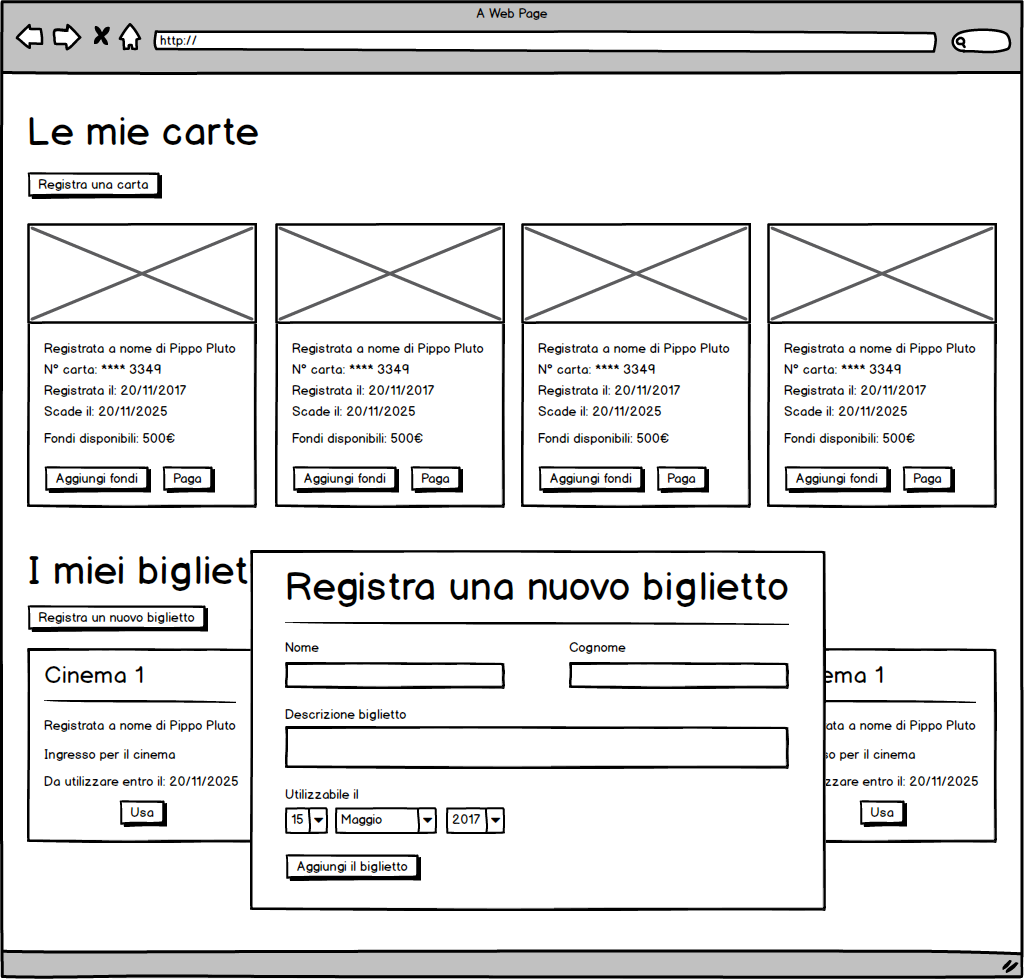 A Web Page
http://
Le mie carte
Registra una carta
Registrata a nome di Pippo Pluto
N° carta: **** 3349
Registrata il: 20/11/2017
Scade il: 20/11/2025
Fondi disponibili: 500€
Aggiungi fondi Paga
Registrata a nome di Pippo Pluto
N° carta: **** 3349
Registrata il: 20/11/2017
Scade il: 20/11/2025
Fondi disponibili: 500€
Aggiungi fondi Paga
Registrata a nome di Pippo Pluto
N° carta: **** 3349
Registrata il: 20/11/2017
Scade il: 20/11/2025
Fondi disponibili: 500€
Aggiungi fondi Paga
Registrata a nome di Pippo Pluto
N° carta: **** 3349
Registrata il: 20/11/2017
Scade il: 20/11/2025
Fondi disponibili: 500€
Aggiungi fondi Paga
I miei bigliet
Registra un nuovo biglietto
Cinema 1
Registrata a nome di Pippo Pluto
Ingresso per il cinema
Da utilizzare entro il: 20/11/2025
Usa
Registra una nuovo biglietto
Nome Cognome
Descrizione biglietto
Utilizzabile il
15 Maggio 2017
Aggiungi il biglietto
ema 1
ata a nome di Pippo Pluto
so per il cinema
zzare entro il: 20/11/2025
Usa